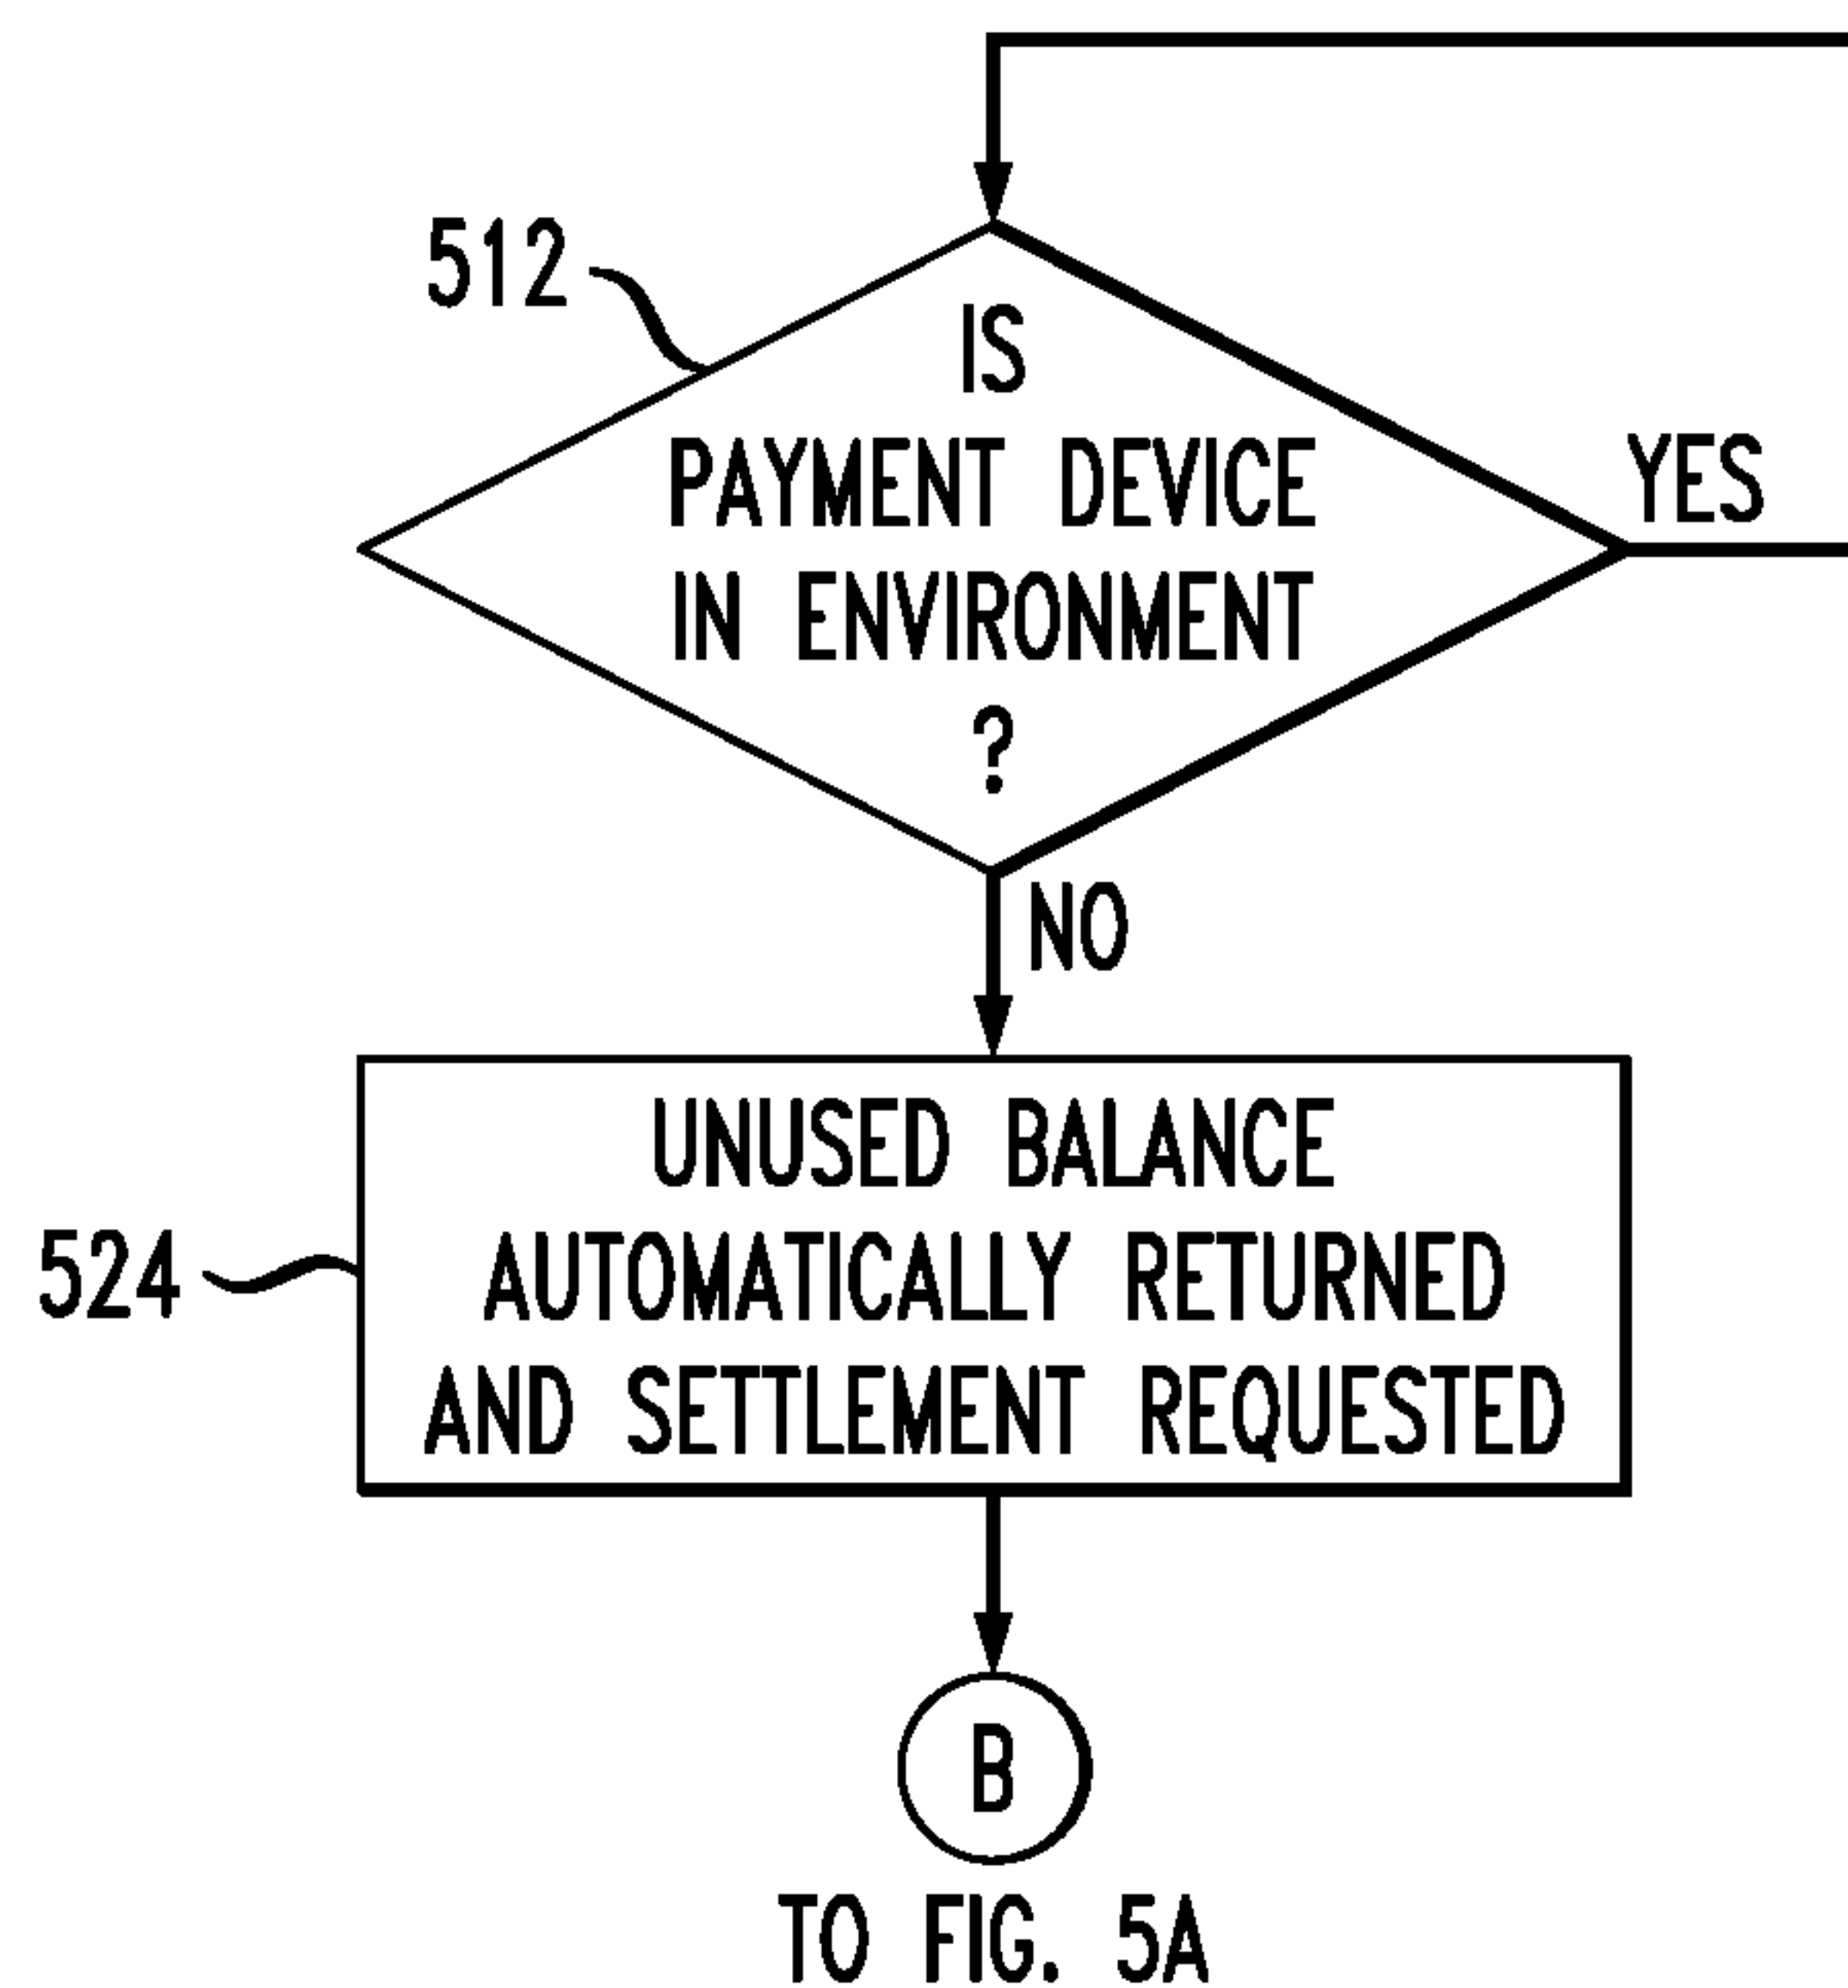 512
IS
PAYMENT DEVICE
IN ENVIRONMENT
?
YES
NO
524
UNUSED BALANCE
AUTOMATICALLY RETURNED
AND SETTLEMENT REQUESTED
B
TO FIG. 5A